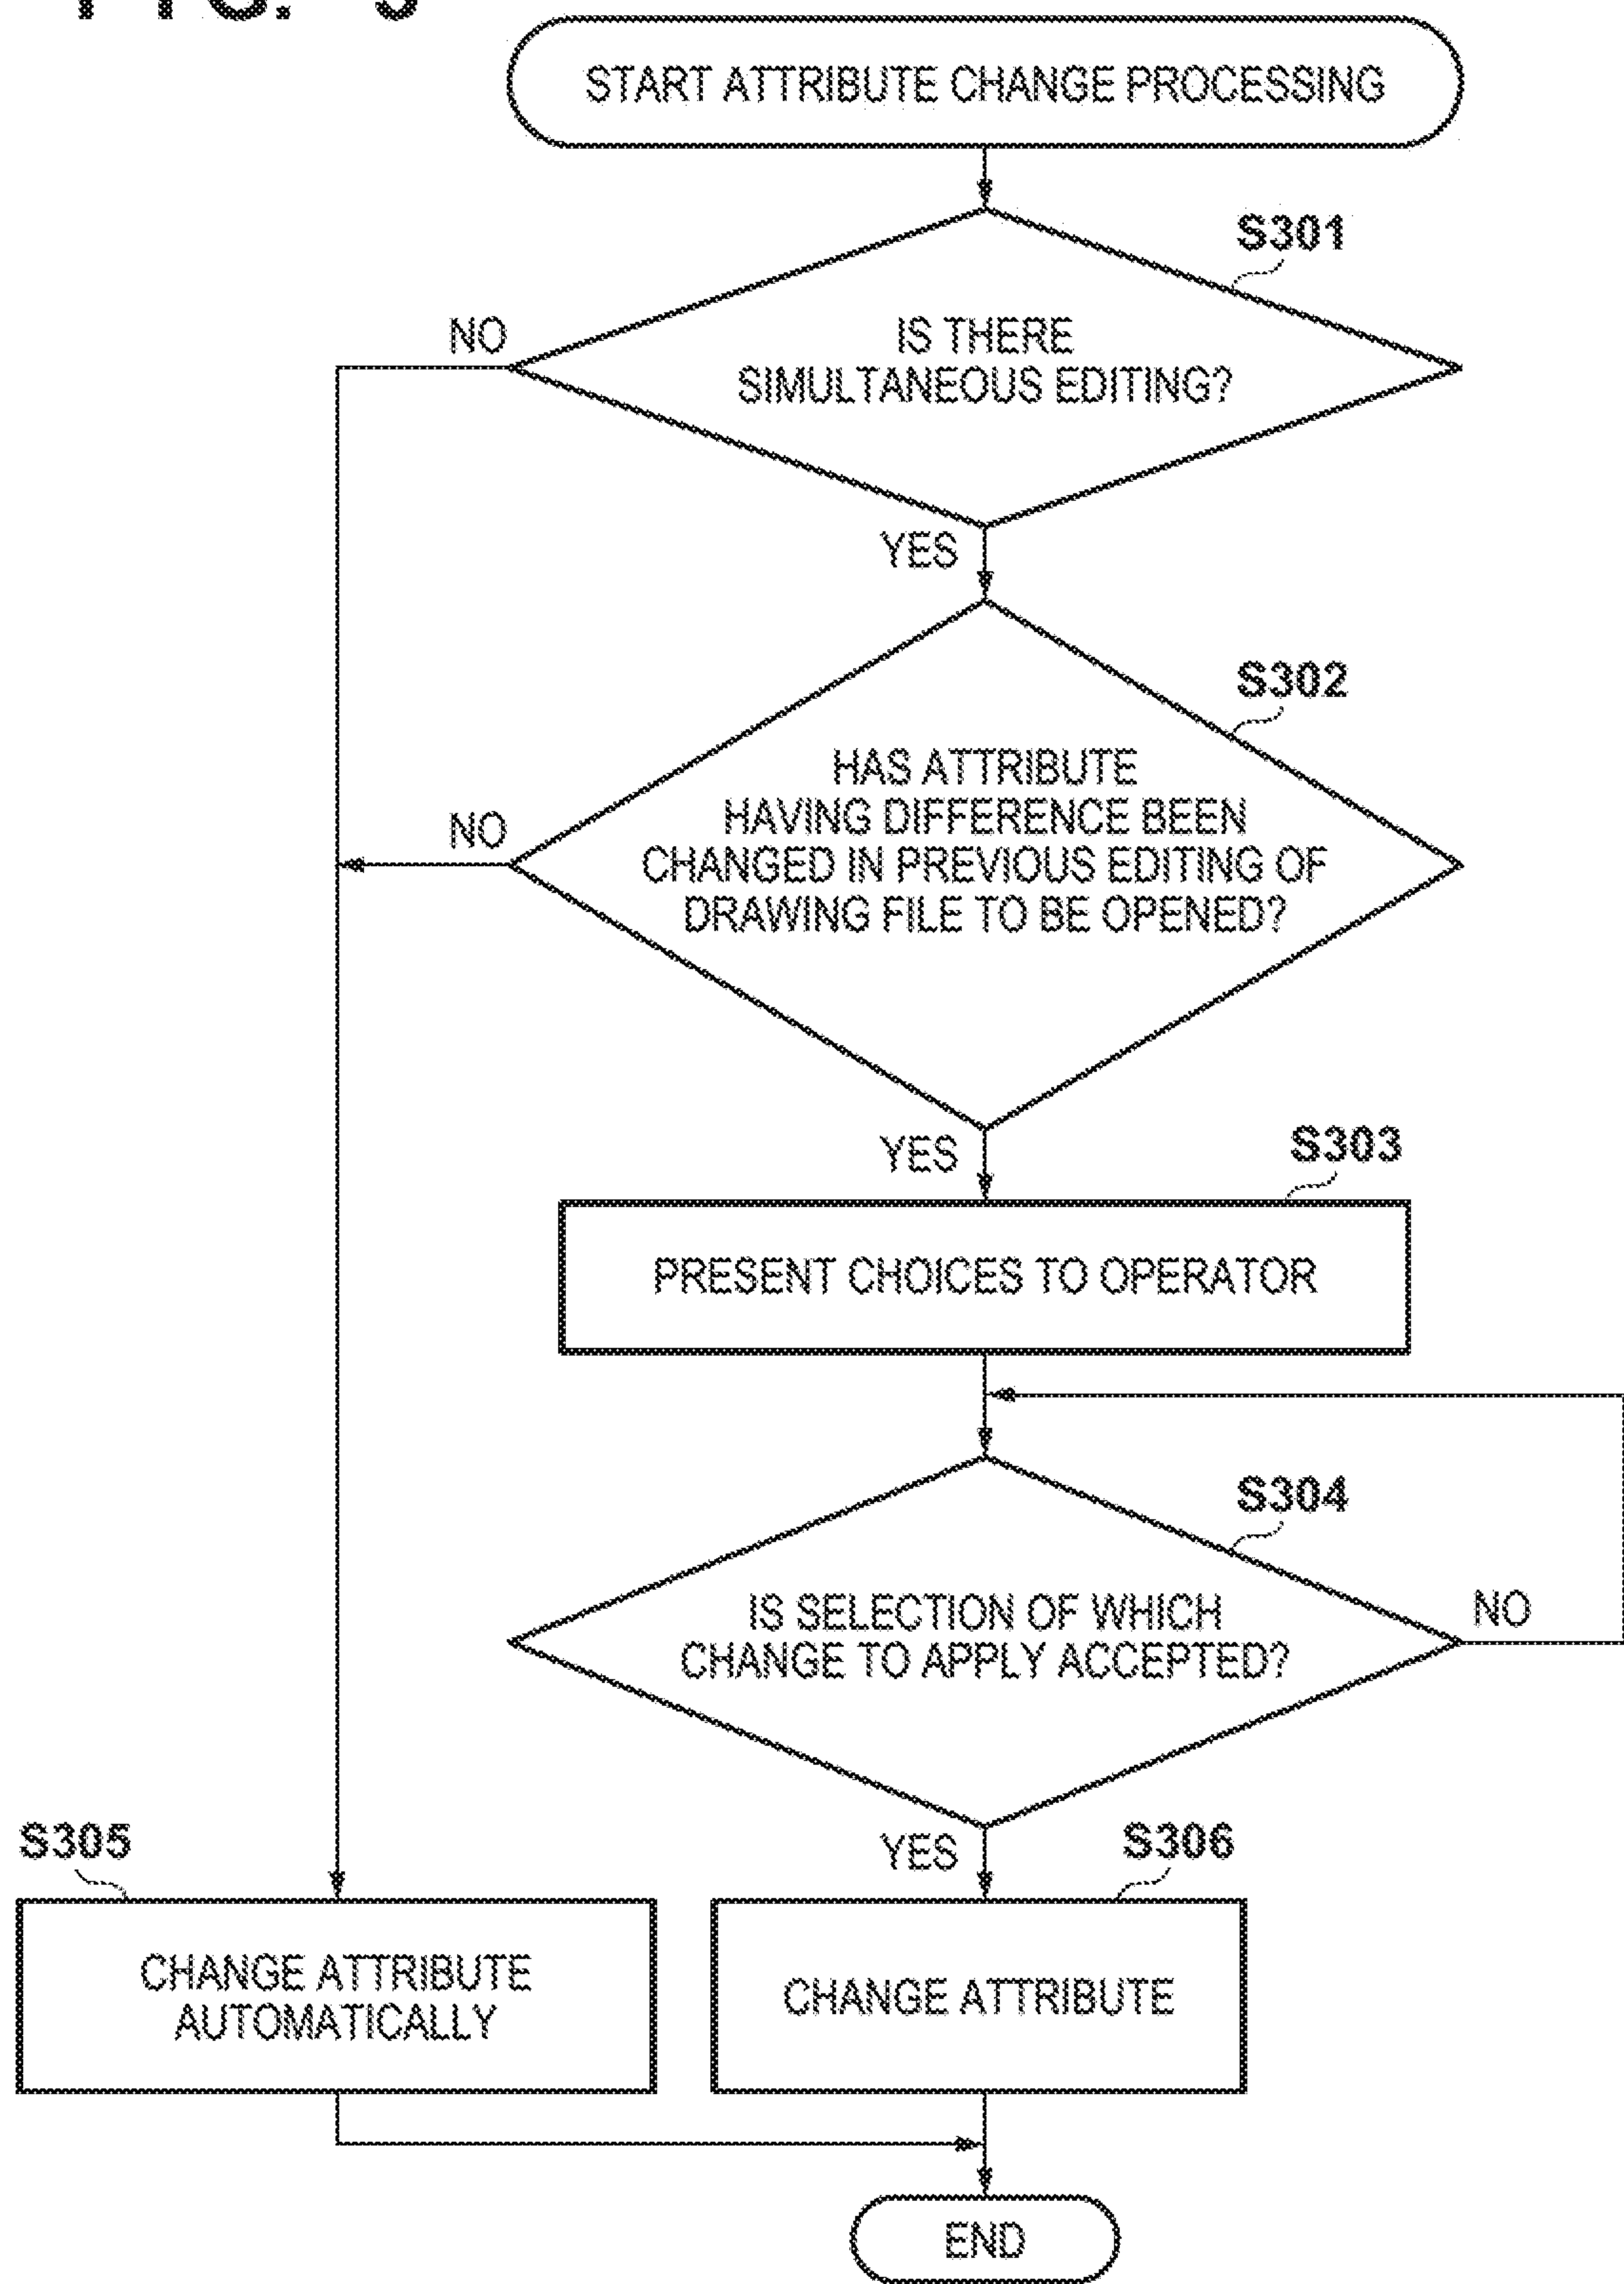 START ATTRIBUTE CHANGE PROCESSING
S301
NO
IS THERE
SIMULTANEOUS EDITING?
YES
S302
HAS ATTRIBUTE
HAVING DIFFERENCE BEEN
NO
CHANGED IN PREVIOUS EDITING OF
DRAWING FILE TO BE OPENED?
YES
S303
PRESENT CHOICES TO OPERATOR
S304
IS SELECTION OF WHICH
NO
CHANGE TO APPLY ACCEPTED?
YES
S305
S306
CHANGE ATTRIBUTE
AUTOMATICALLY
CHANGE ATTRIBUTE
END